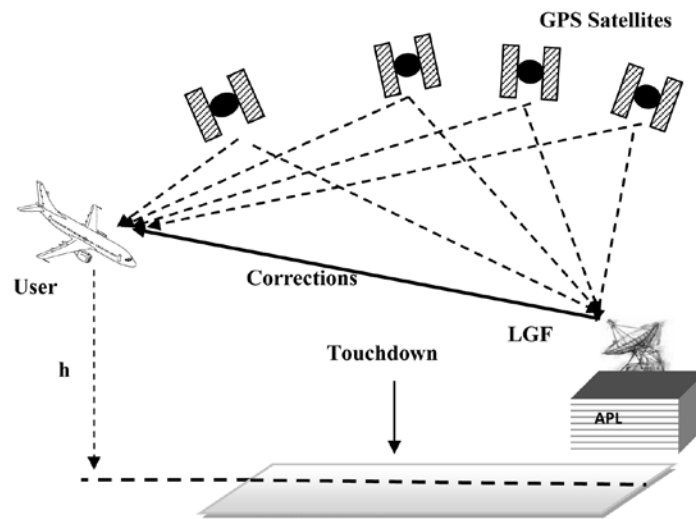 GPS Satellites
User
Corrections
LGF
Touchdown
h
APL